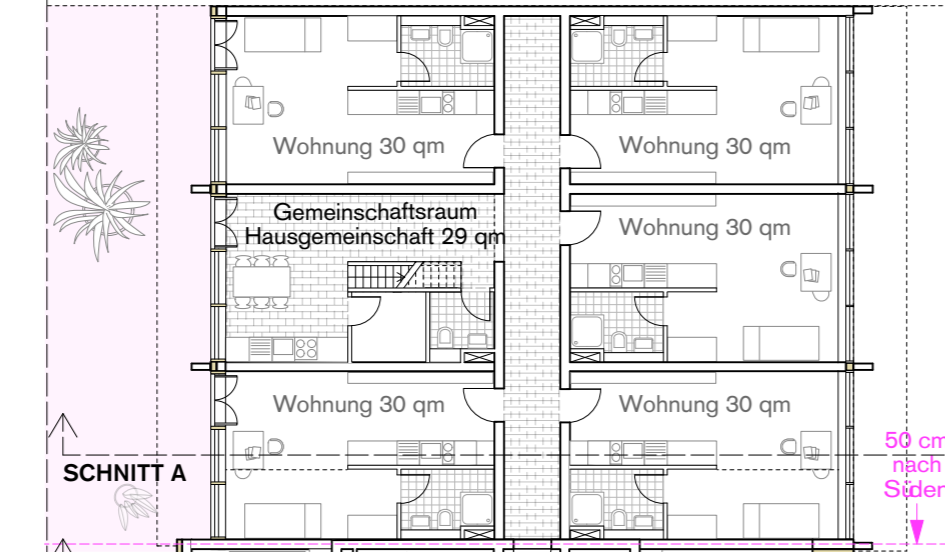 Wohnung 30 qm
Wohnung 30 qm
Gemeinschaftsraum
Hausgemeinschaft 29 qm
Wohnung 30 qm
Wohnung 30 qm
Wohnung 30 qm
SCHNITT A
50 cm
nach
Süden